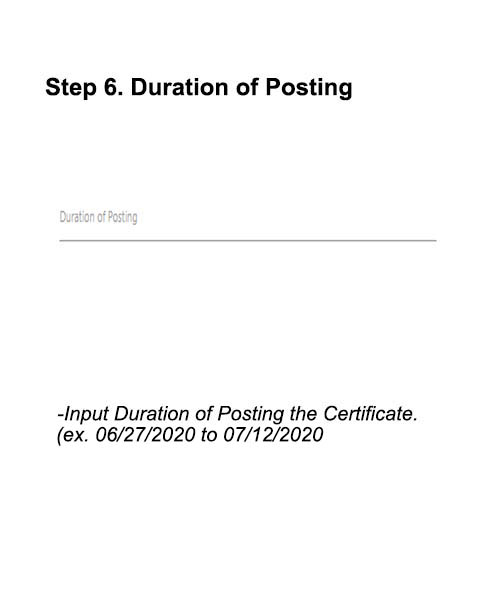 Step 6. Duration of Posting
Duration of Posting
-Input Duration of Posting the Certificate.
(ex. 06/27/2020 to 07/12/2020